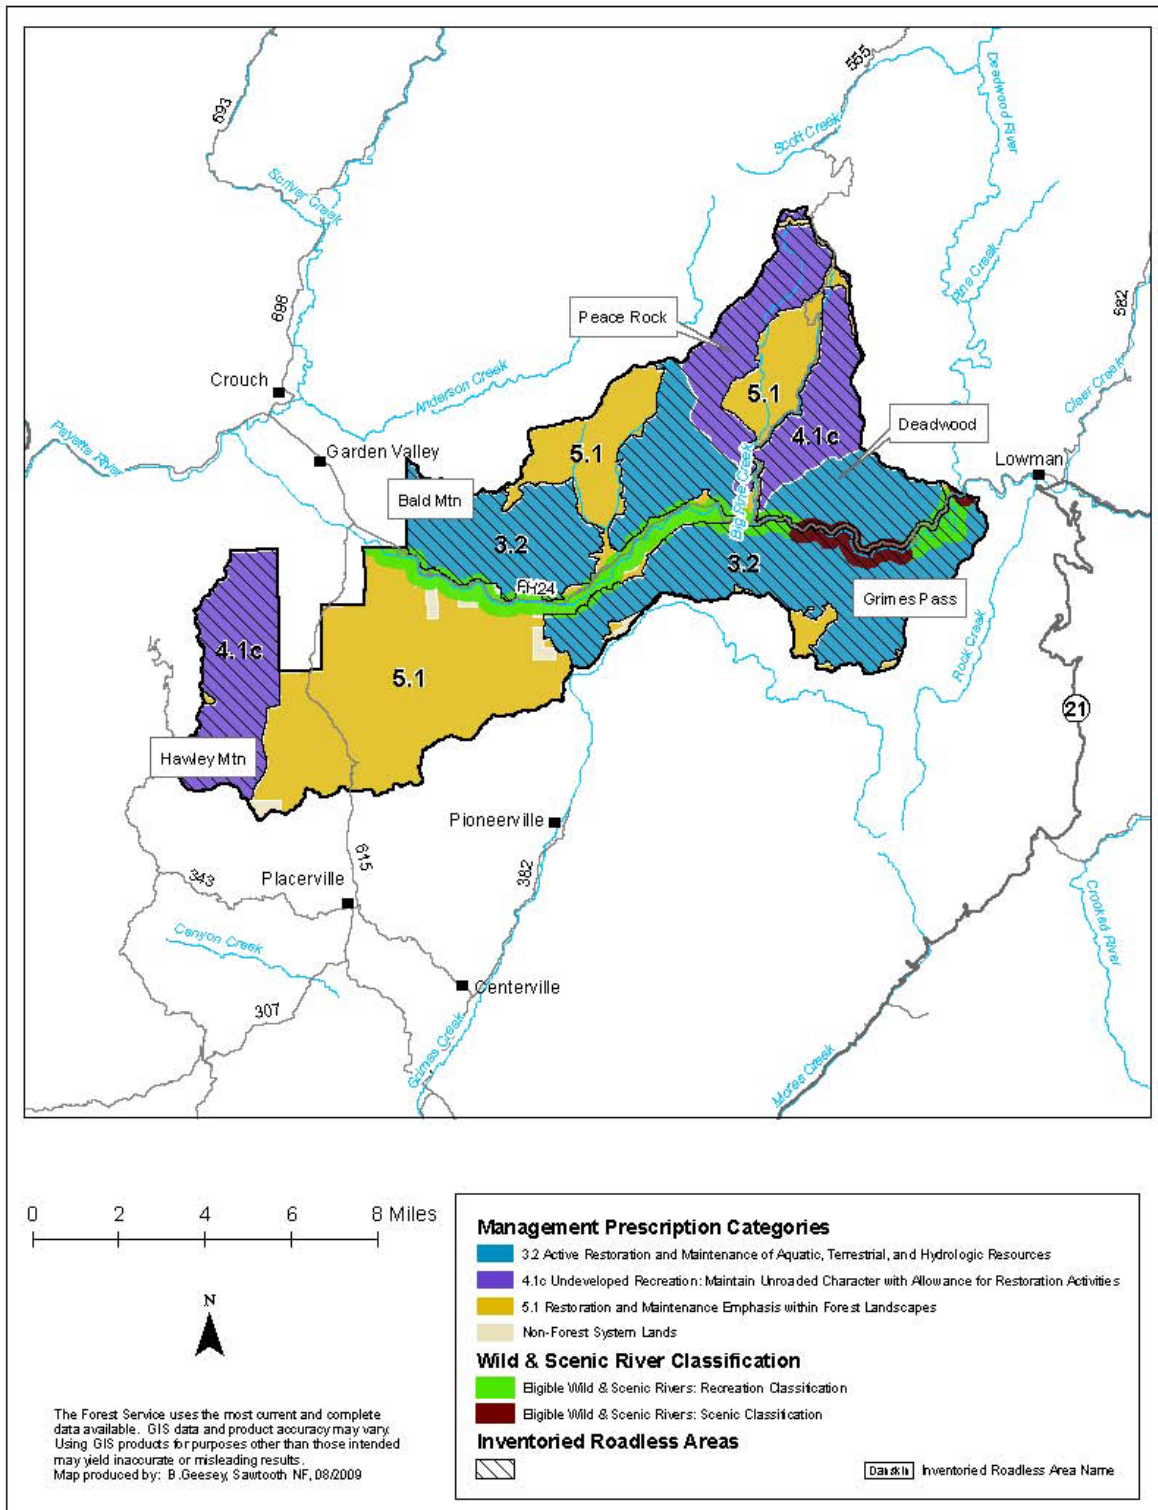 555
Deadwood River
693
Scott Creek
Scriver Creek
Pine Creek
698
582
Peace Rock
Crouch
5.1
Clear Creek
Anderson Creek
Deadwood
4.1c
Payette River
Garden Valley
5.1
Lowman
Big Pine Creek
Bald Mtn
3.2
3.2
FH24
Grimes Pass
4.1c
Rock Creek
5.1
21
Hawley Mtn
Pioneerville
615
382
343
Placerville
Canyon Creek
Crooked River
Centerville
307
Grimes Creek
Mores Creek
0 2 4 6 8 Miles
N
The Forest Service uses the most current and complete
data available. GIS data and product accuracy may vary.
Using GIS products for purposes other than those intended
may yield inaccurate or misleading results.
Map produced by: B.Geesey, Sawtooth NF, 08/2009
Management Prescription Categories
3.2 Active Restoration and Maintenance of Aquatic, Terrestrial, and Hydrologic Resources
4.1c Undeveloped Recreation: Maintain Unroaded Character with Allowance for Restoration Activities
5.1 Restoration and Maintenance Emphasis within Forest Landscapes
Non-Forest System Lands
Wild & Scenic River Classification
Eligible Wild & Scenic Rivers: Recreation Classification
Eligible Wild & Scenic Rivers: Scenic Classification
Inventoried Roadless Areas
Danskin Inventoried Roadless Area Name